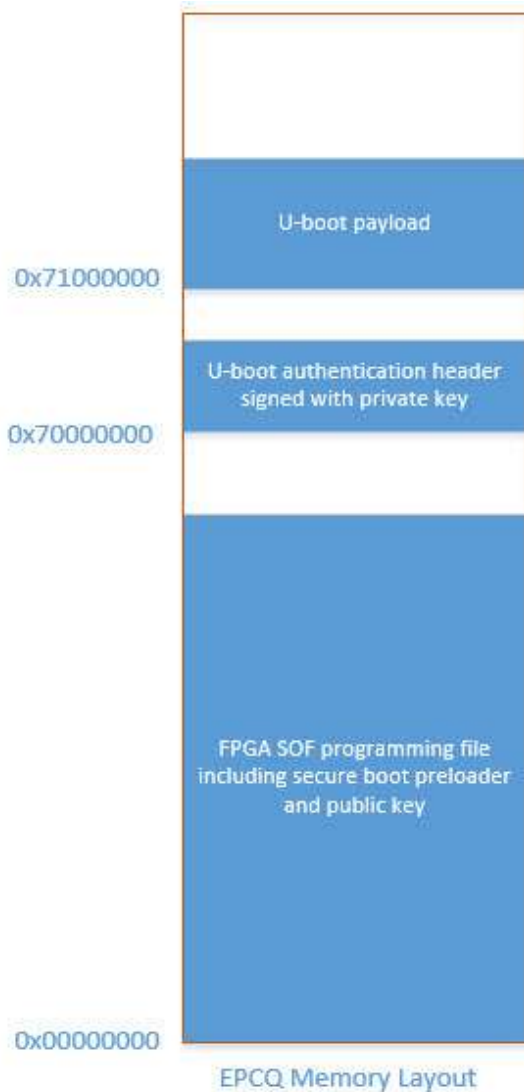 U-boot payload
0x71000000
U-boot authentication header
signed with private key
0x70000000
FPGA SOF programming file
including secure boot preloader
and public key
0x00000000
EPCQ Memory Layout